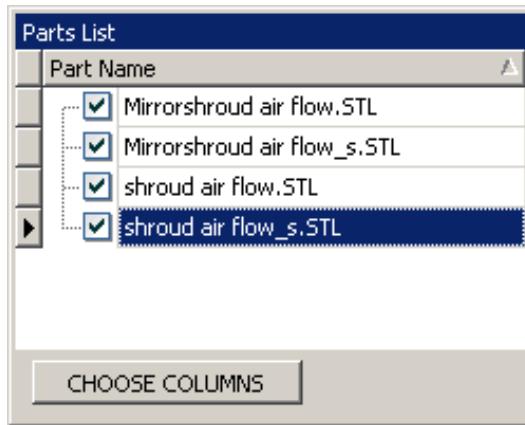 Parts List
Part Name
Mirrorshroud air flow.STL
Mirrorshroud air flow_s.STL
shroud air flow.STL
shroud air flow_s.STL
CHOOSE COLUMNS